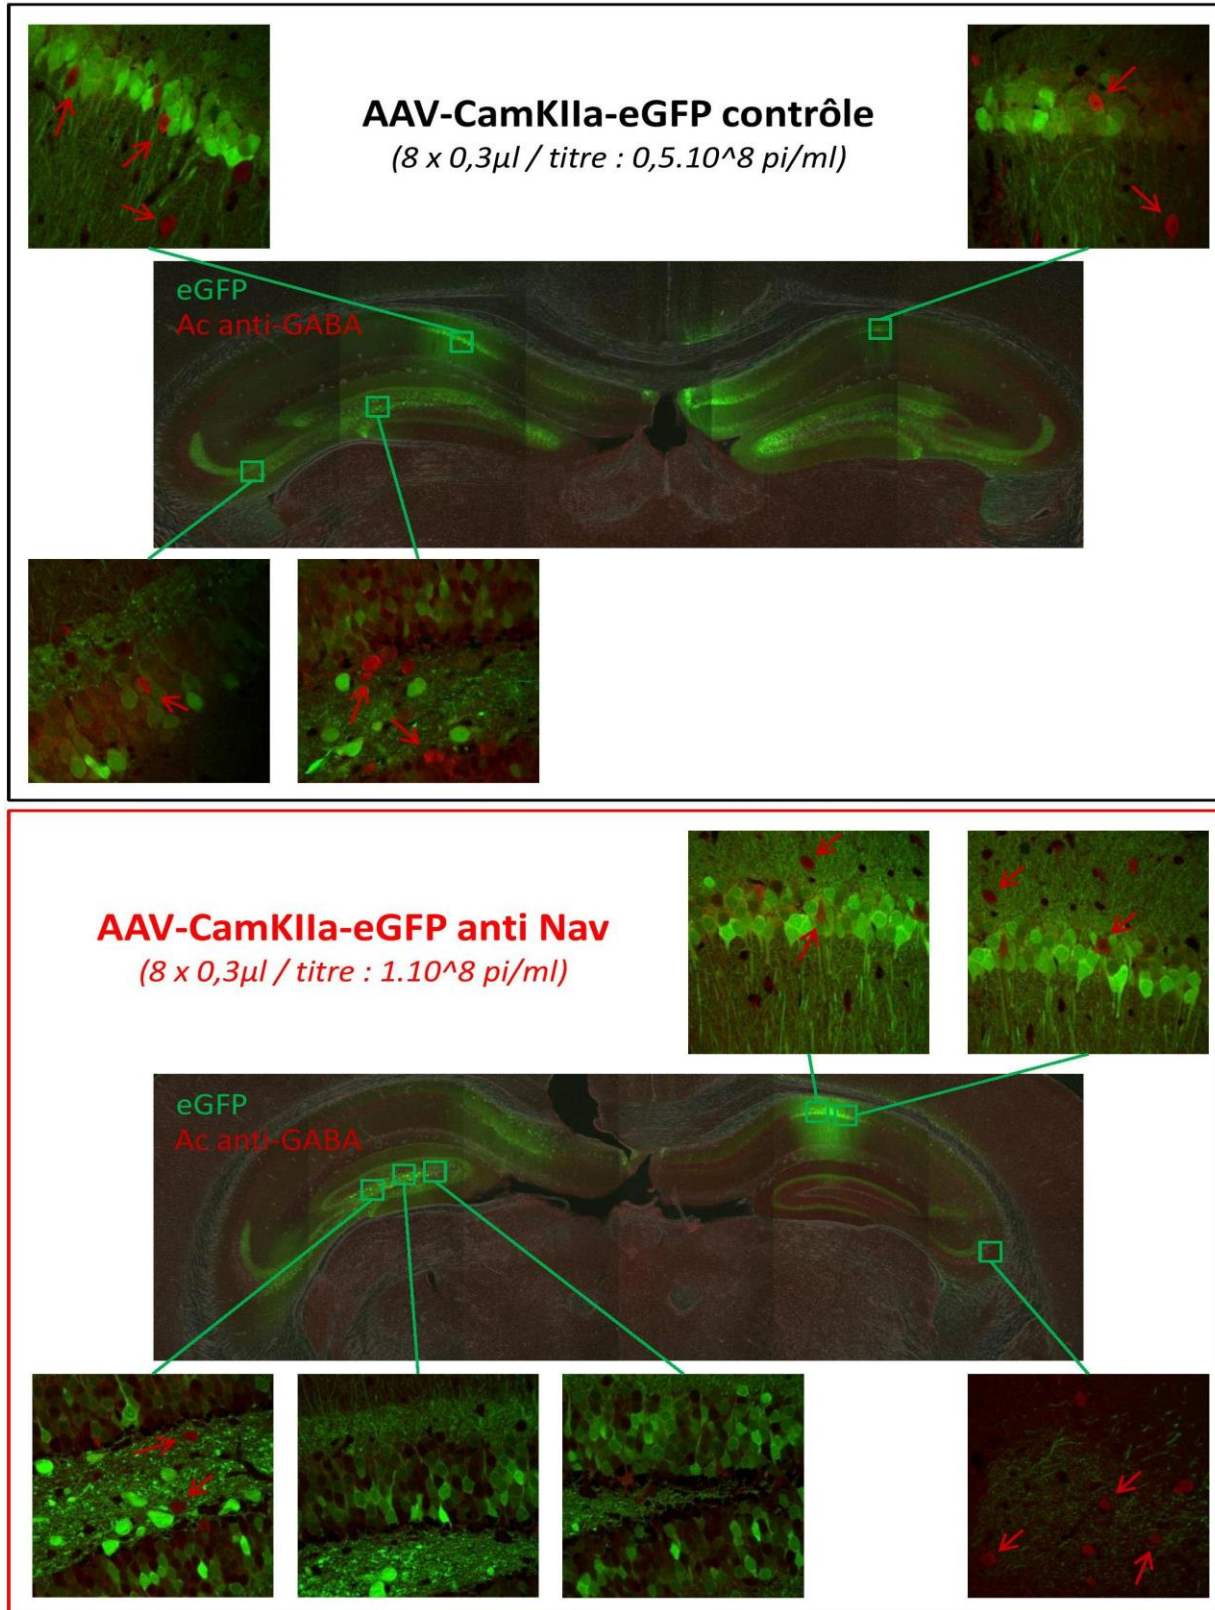 AAV-CamKIIa-eGFP contrôle
(8 x 0,3µl / titre : 0,5.10^8 pi/ml)
eGFP
Ac anti-GABA
AAV-CamKIIa-eGFP anti Nav
(8 x 0,3µl / titre : 1.10^8 pi/ml)
eGFP
Ac anti-GABA